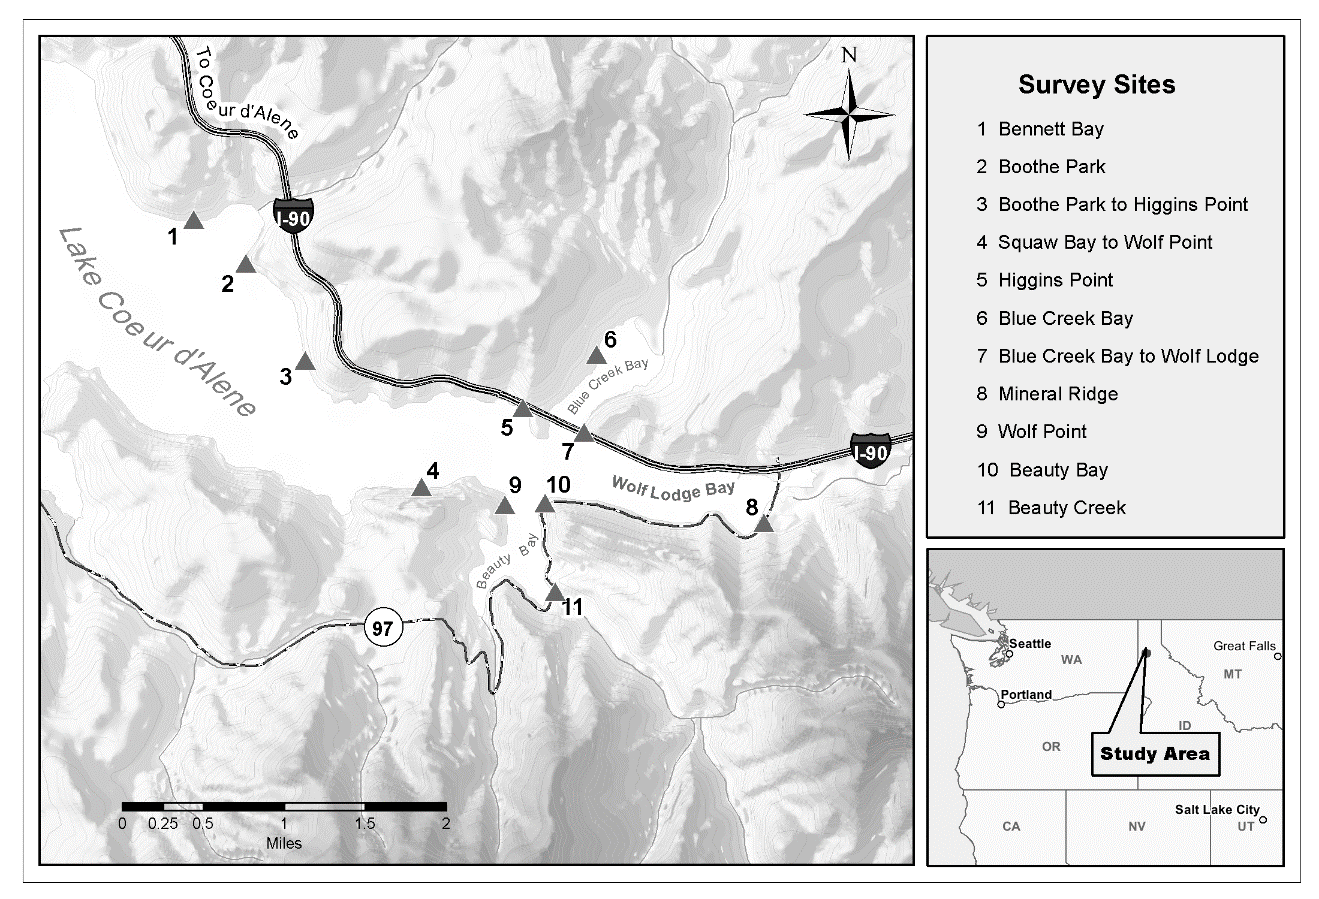 To Coeur d'Alene
N
I-90
1
2
Lake Coeur d'Alene
3
6
Blue Creek Bay
5
7
I-90
4
9
10
Wolf Lodge Bay
8
Beauty Bay
11
97
0 0.25 0.5 1 1.5 2
Miles
Survey Sites
1 Bennett Bay
2 Boothe Park
3 Boothe Park to Higgins Point
4 Squaw Bay to Wolf Point
5 Higgins Point
6 Blue Creek Bay
7 Blue Creek Bay to Wolf Lodge
8 Mineral Ridge
9 Wolf Point
10 Beauty Bay
11 Beauty Creek
Seattle
WA
Great Falls
MT
Portland
ID
OR
Study Area
Salt Lake City
CA
NV
UT